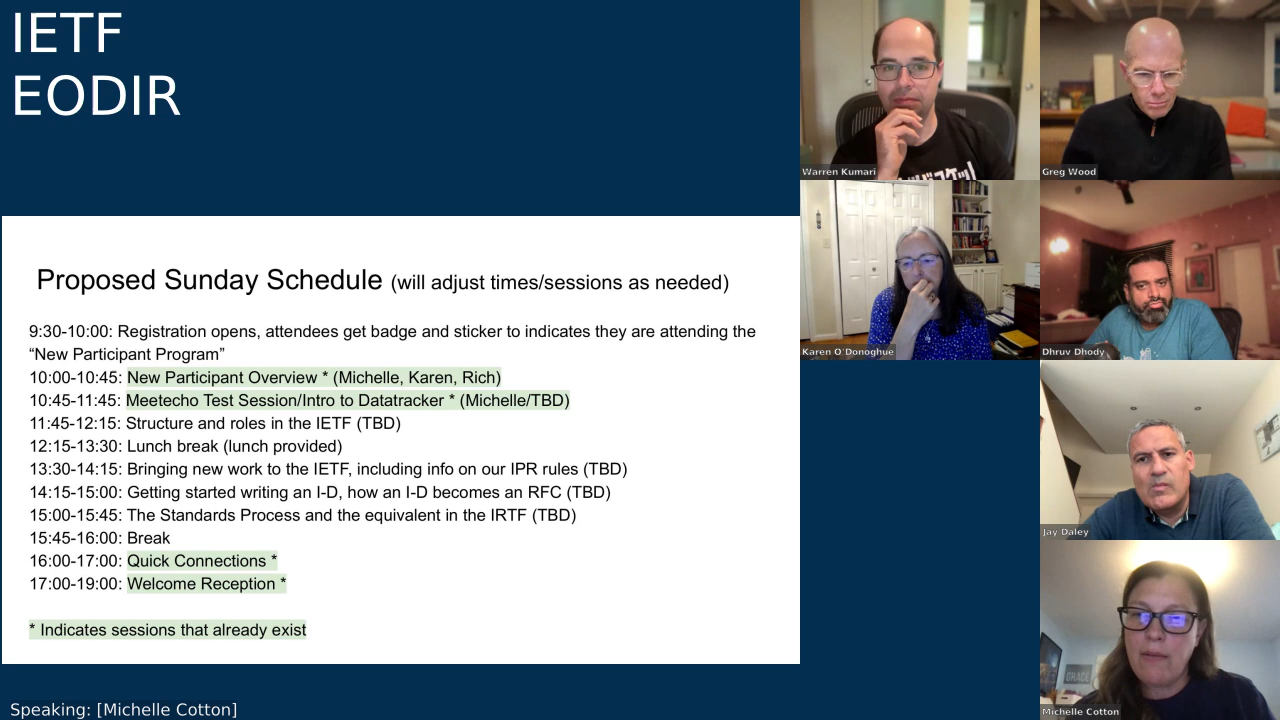 IETF
EODIR
Proposed Sunday Schedule (will adjust times/sessions as needed)
9:30-10:00: Registration opens, attendees get badge and sticker to indicates they are attending the
“New Participant Program”
10:00-10:45: New Participant Overview * (Michelle, Karen, Rich)
10:45-11:45: Meetecho Test Session/Intro to Datatracker * (Michelle/TBD)
11:45-12:15: Structure and roles in the IETF (TBD)
12:15-13:30: Lunch break (lunch provided)
13:30-14:15: Bringing new work to the IETF, including info on our IPR rules (TBD)
14:15-15:00: Getting started writing an I-D, how an I-D becomes an RFC (TBD)
15:00-15:45: The Standards Process and the equivalent in the IRTF (TBD)
15:45-16:00: Break
16:00-17:00: Quick Connections *
17:00-19:00: Welcome Reception *
* Indicates sessions that already exist
Speaking: [Michelle Cotton]
Warren Kumari
Greg Wood
Karen O'Donoghue
Dhruv Dhody
Jay Daley
GRACE
Michelle Cotton